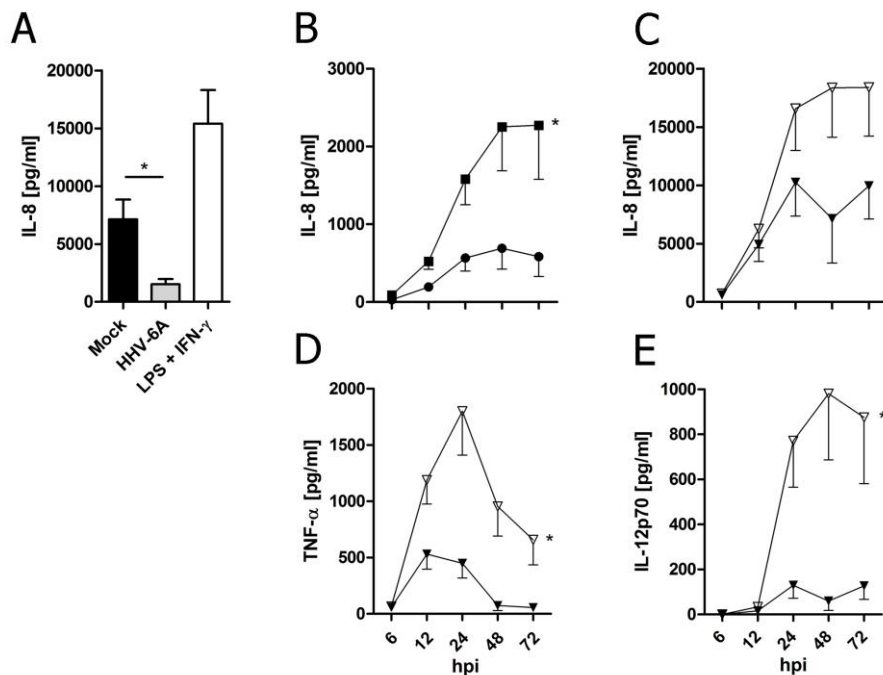 A
IL-8 [pg/ml]
20000
15000
10000
5000
0
*
Mock
HHV-6A
LPS + IFN-γ
B
IL-8 [pg/ml]
3000
2000
1000
0
*
C
IL-8 [pg/ml]
20000
15000
10000
5000
0
D
TNF-α [pg/ml]
2000
1500
1000
500
0
*
6
12
24
48
72
hpi
E
IL-12p70 [pg/ml]
1000
800
600
400
200
0
*
6
12
24
48
72
hpi